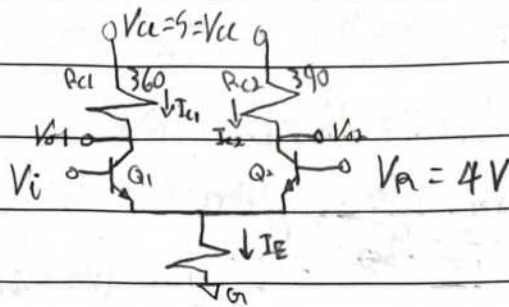 Vcc=5=Vcc
Rc1 360 Rc2 390
Ic1 Ic2
Vo1 Vo2
Vi Q1 Q2 VR = 4V
IE
G